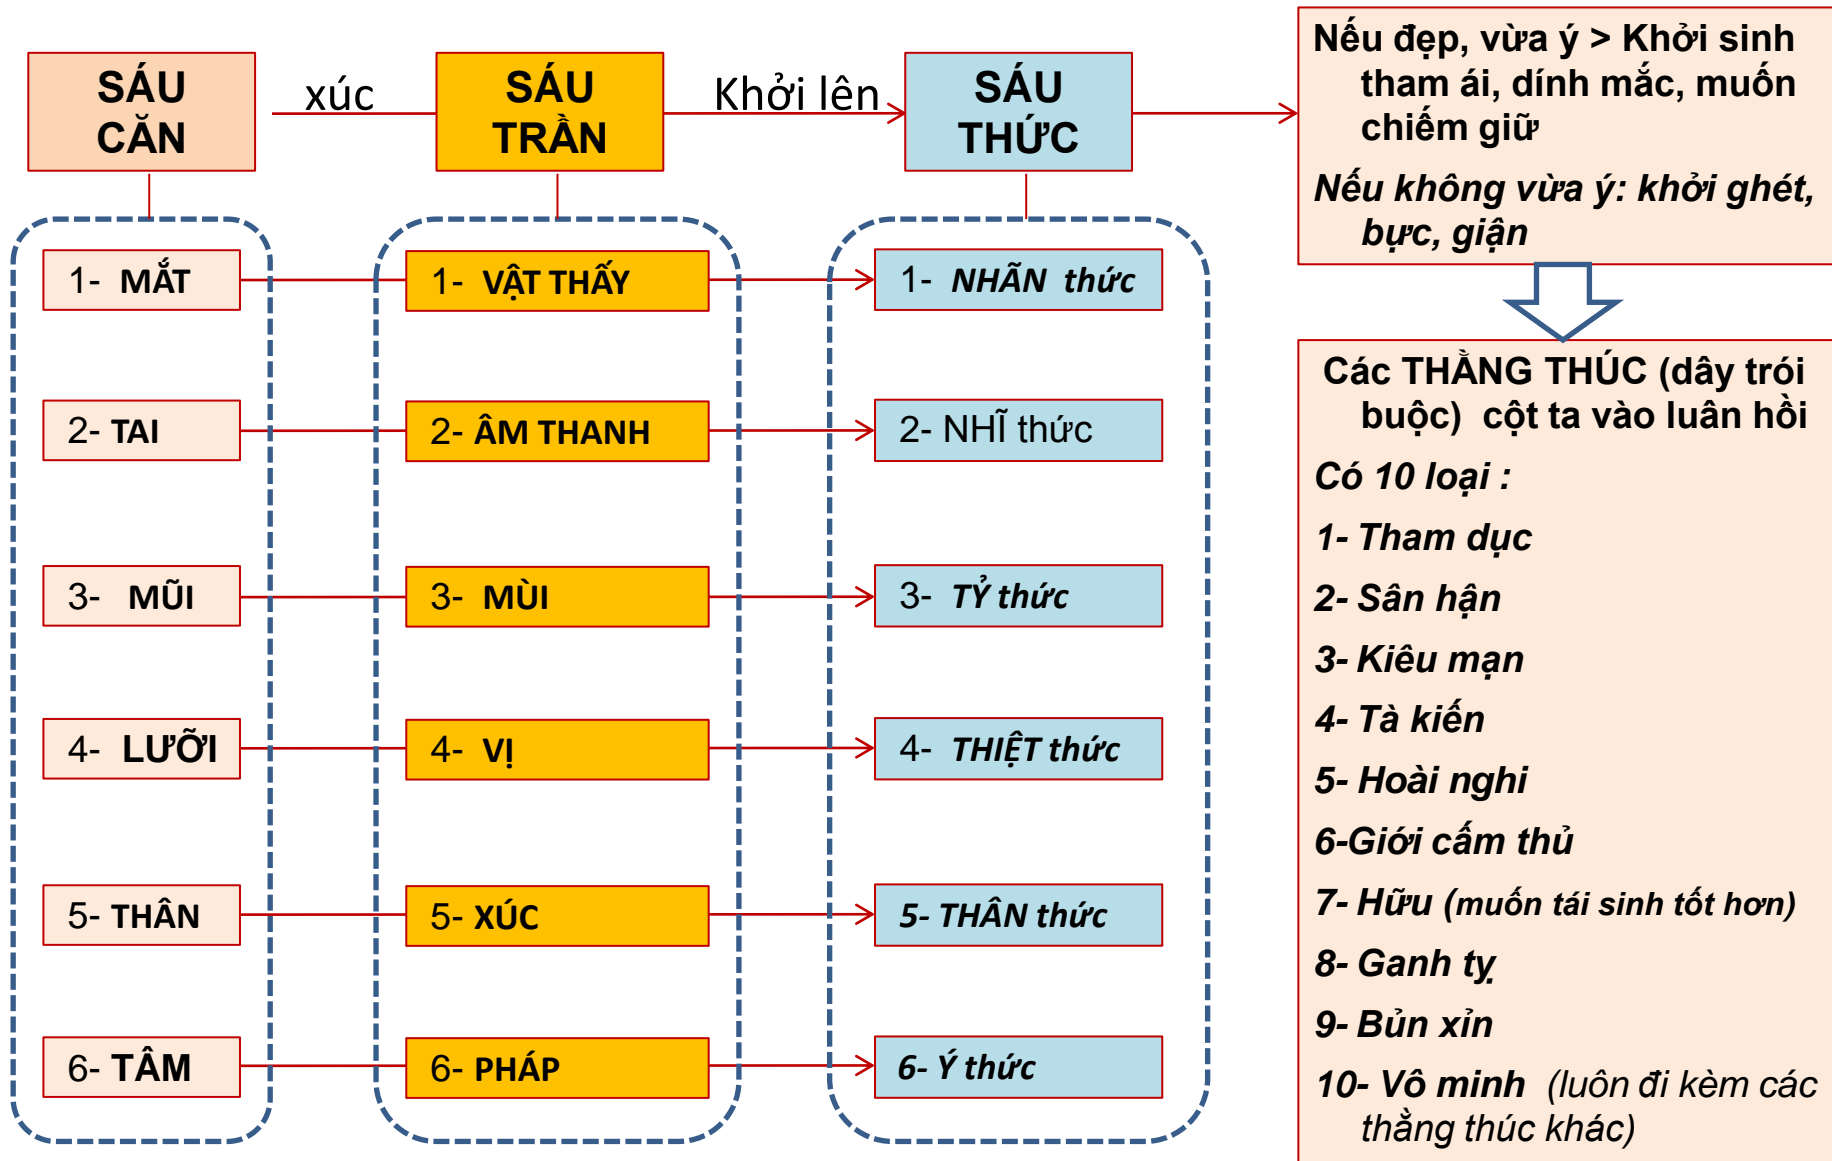 SÁU
CĂN
xúc
SÁU
TRẦN
Khởi lên
SÁU
THỨC
Nếu đẹp, vừa ý > Khởi sinh
tham ái, dính mắc, muốn
chiếm giữ
Nếu không vừa ý: khởi ghét,
bực, giận
1- MẮT
1- VẬT THẤY
1- NHÃN thức
2- TAI
2- ÂM THANH
2- NHĨ thức
3- MŨI
3- MÙI
3- TỶ thức
4- LƯỠI
4- VỊ
4- THIỆT thức
5- THÂN
5- XÚC
5- THÂN thức
6- TÂM
6- PHÁP
6- Ý thức
Các THẰNG THÚC (dây trói
buộc) cột ta vào luân hồi
Có 10 loại :
1- Tham dục
2- Sân hận
3- Kiêu mạn
4- Tà kiến
5- Hoài nghi
6-Giới cấm thủ
7- Hữu (muốn tái sinh tốt hơn)
8- Ganh tỵ
9- Bủn xỉn
10- Vô minh (luôn đi kèm các
thằng thúc khác)